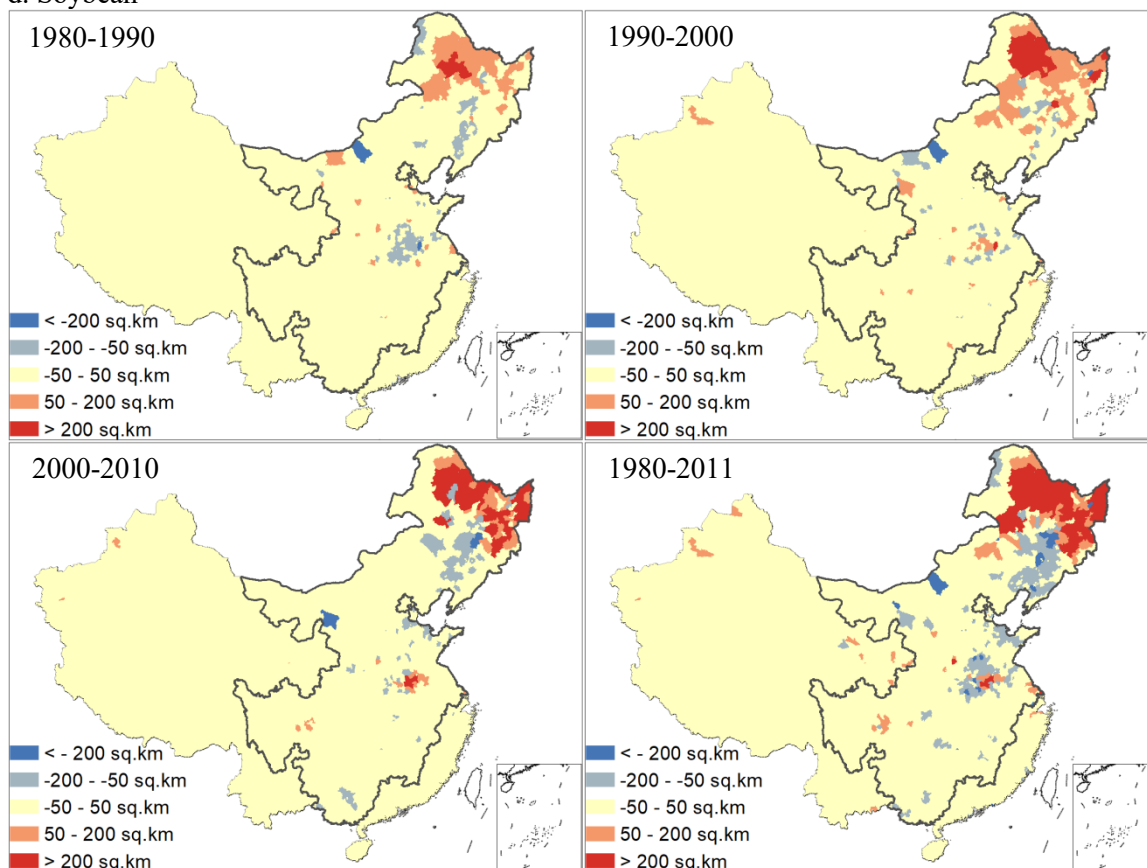 d. Soybean
1980-1990
< -200 sq.km
-200 - -50 sq.km
-50 - 50 sq.km
50 - 200 sq.km
> 200 sq.km
1990-2000
< -200 sq.km
-200 - -50 sq.km
-50 - 50 sq.km
50 - 200 sq.km
> 200 sq.km
2000-2010
< - 200 sq.km
-200 - -50 sq.km
-50 - 50 sq.km
50 - 200 sq.km
> 200 sq.km
1980-2011
< - 200 sq.km
-200 - -50 sq.km
-50 - 50 sq.km
50 - 200 sq.km
> 200 sq.km